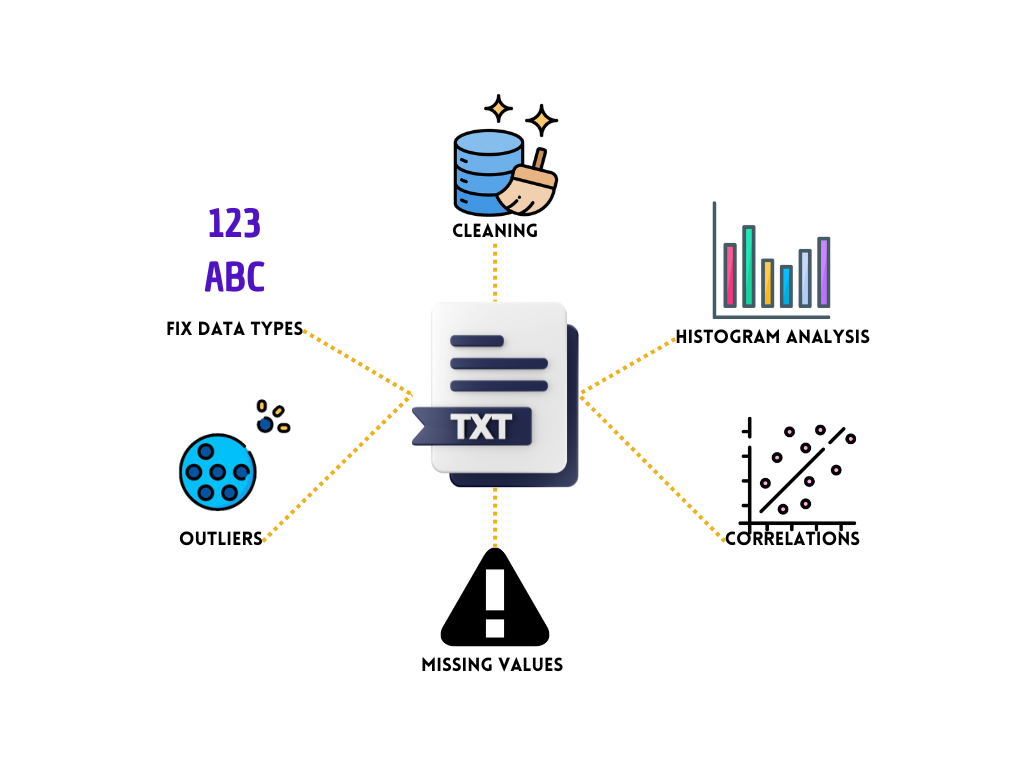 CLEANING
123
ABC
FIX DATA TYPES
HISTOGRAM ANALYSIS
TXT
OUTLIERS
CORRELATIONS
MISSING VALUES